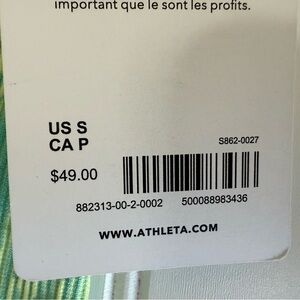 important que le sont les profits.
US S
CA P
S862-0027
$49.00
882313-00-2-0002 500088983436
WWW.ATHLETA.COM